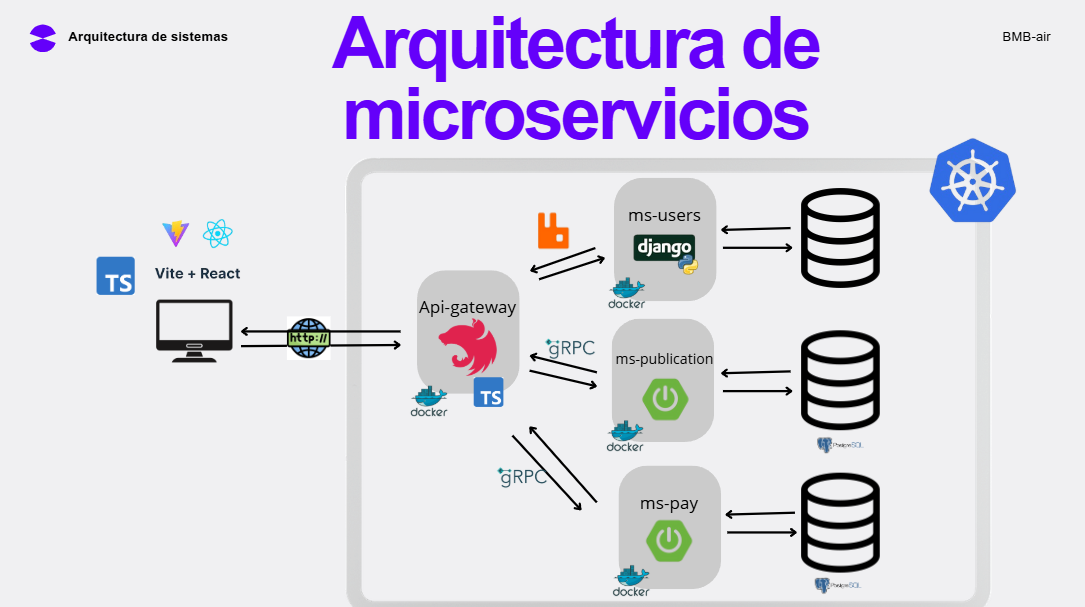 Arquitectura de sistemas
BMB-air
Arquitectura de
microservicios
TS
Vite + React
http://
Api-gateway
TS
docker
ms-users
django
docker
gRPC
ms-publication
docker
PostgreSQL
gRPC
ms-pay
docker
PostgreSQL